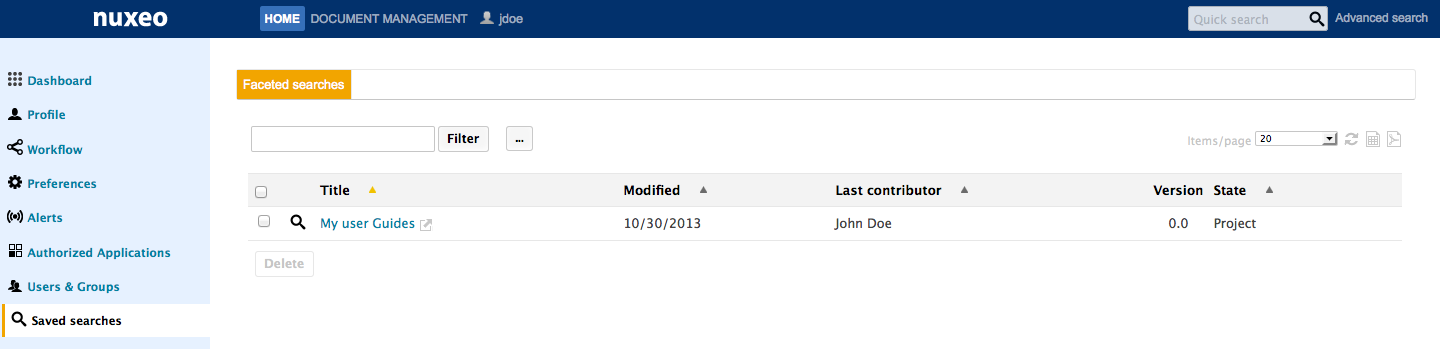 nuxeo HOME DOCUMENT MANAGEMENT jdoe Quick search Advanced search
Dashboard
Profile
Workflow
Preferences
Alerts
Authorized Applications
Users & Groups
Saved searches
Faceted searches
Filter ... Items/page 20
Title Modified Last contributor Version State
My user Guides 10/30/2013 John Doe 0.0 Project
Delete